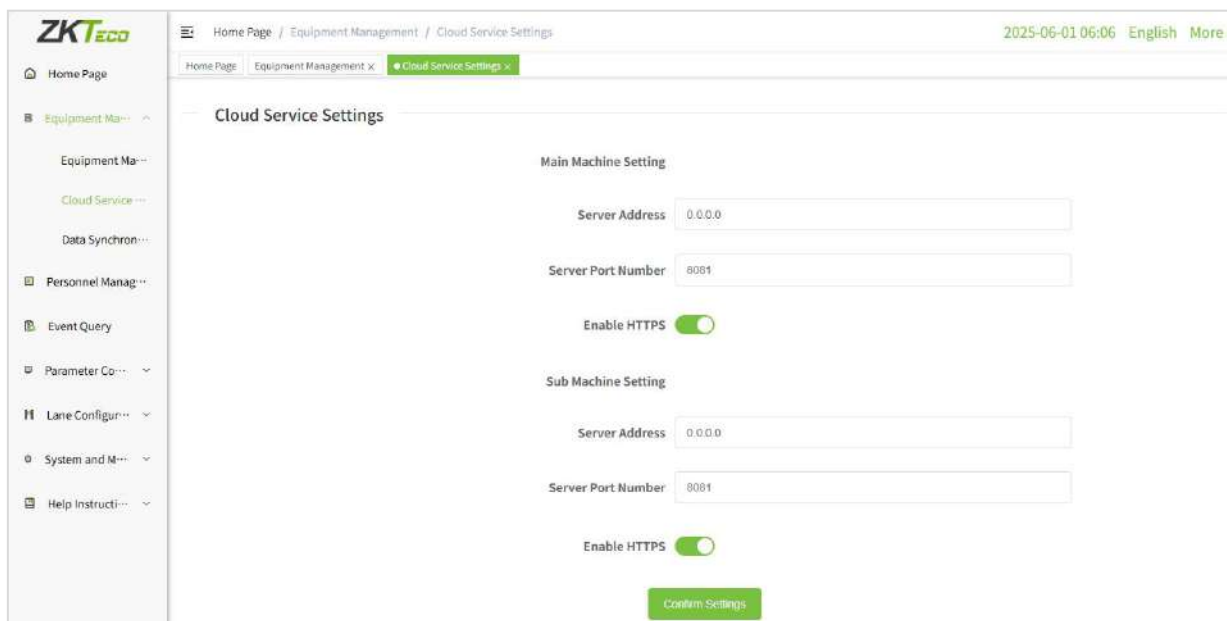 ZKTeco
Home Page / Equipment Management / Cloud Service Settings
2025-06-01 06:06 English More
Home Page
Equipment Management ×
Cloud Service Settings ×
Home Page
Equipment Ma···
Equipment Ma···
Cloud Service ···
Data Synchron···
Personnel Manag···
Event Query
Parameter Co···
Lane Configur···
System and M···
Help Instructi···
Cloud Service Settings
Main Machine Setting
Server Address 0.0.0.0
Server Port Number 8081
Enable HTTPS
Sub Machine Setting
Server Address 0.0.0.0
Server Port Number 8081
Enable HTTPS
Confirm Settings